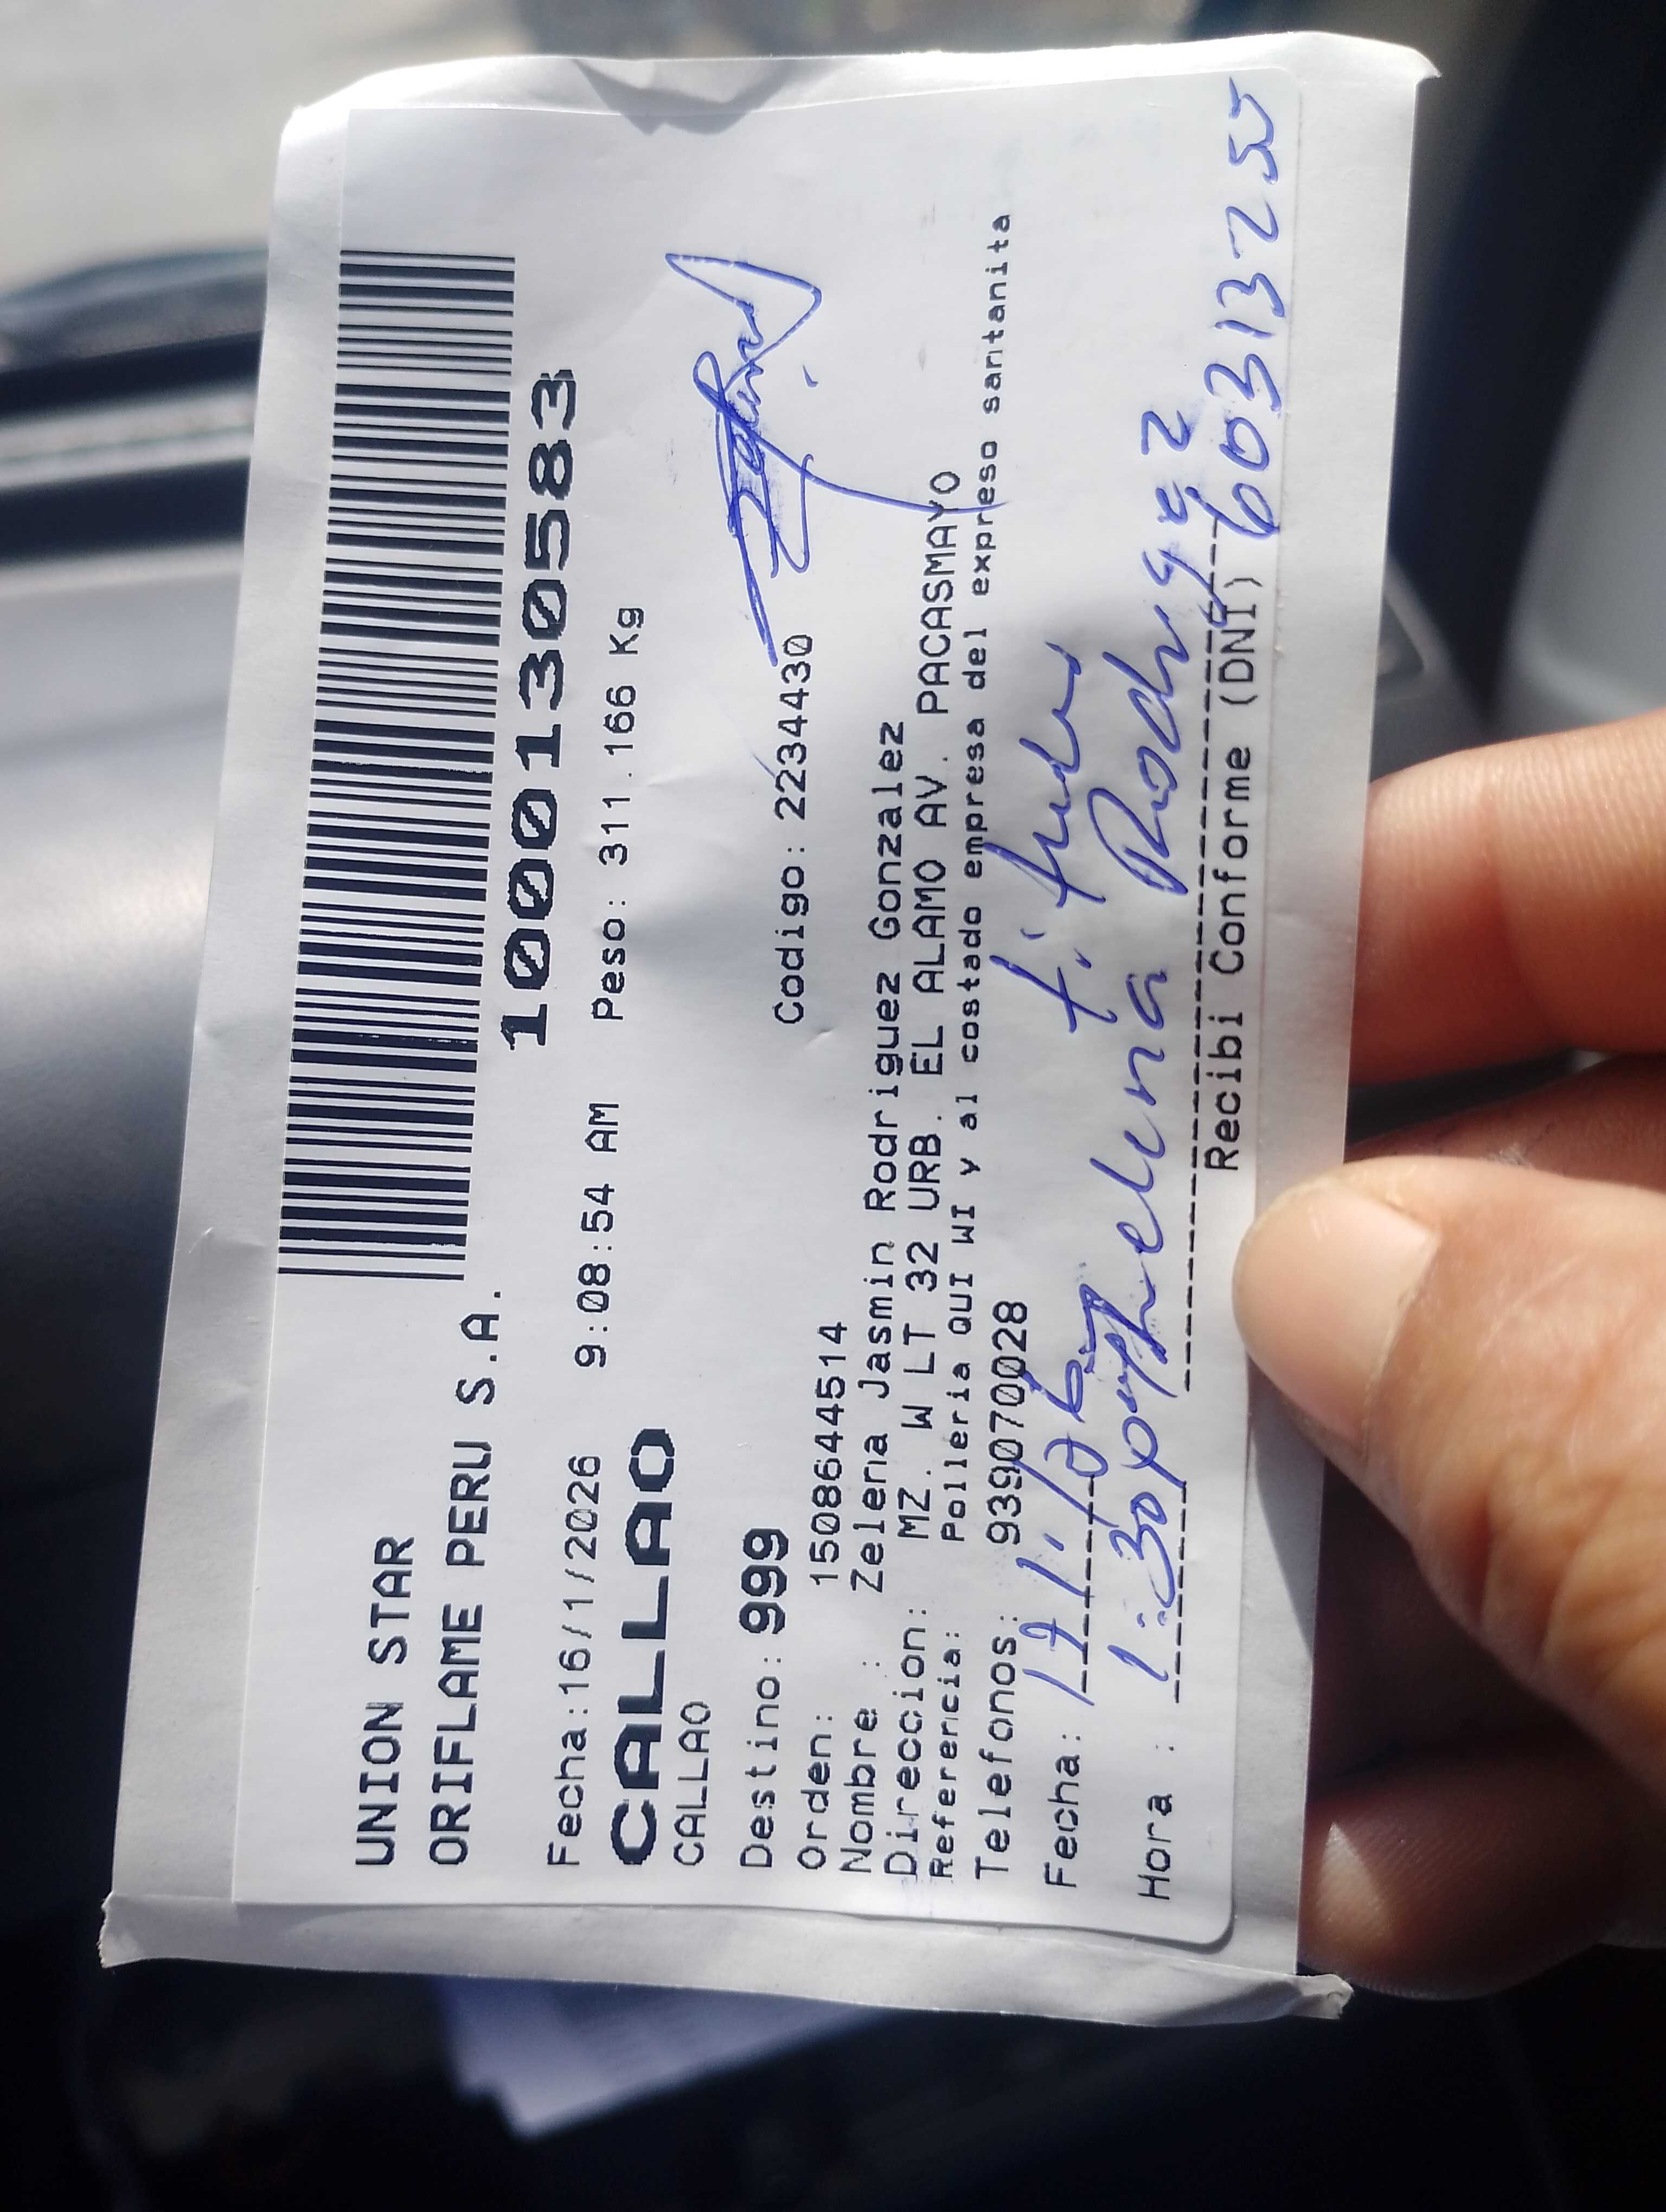 UNION STAR
ORIFLAME PERU S.A.
1000130583
Fecha:16/1/2026 9:08:54 AM Peso: 311.166 Kg
CALLAO
CALLAO
Destino: 999 Codigo: 2234430
Orden: 1508644514
Nombre : Zelena Jasmin Rodriguez Gonzalez
Direccion: MZ. W LT 32 URB. EL ALAMO AV. PACASMAYO
Referencia: Polleria QUI WI y al costado empresa del expreso santanita
Telefonos: 939070028
Fecha: 17/1/26
Hora : 1:30 Rodriguez
60313255
Recibi Conforme (DNI)